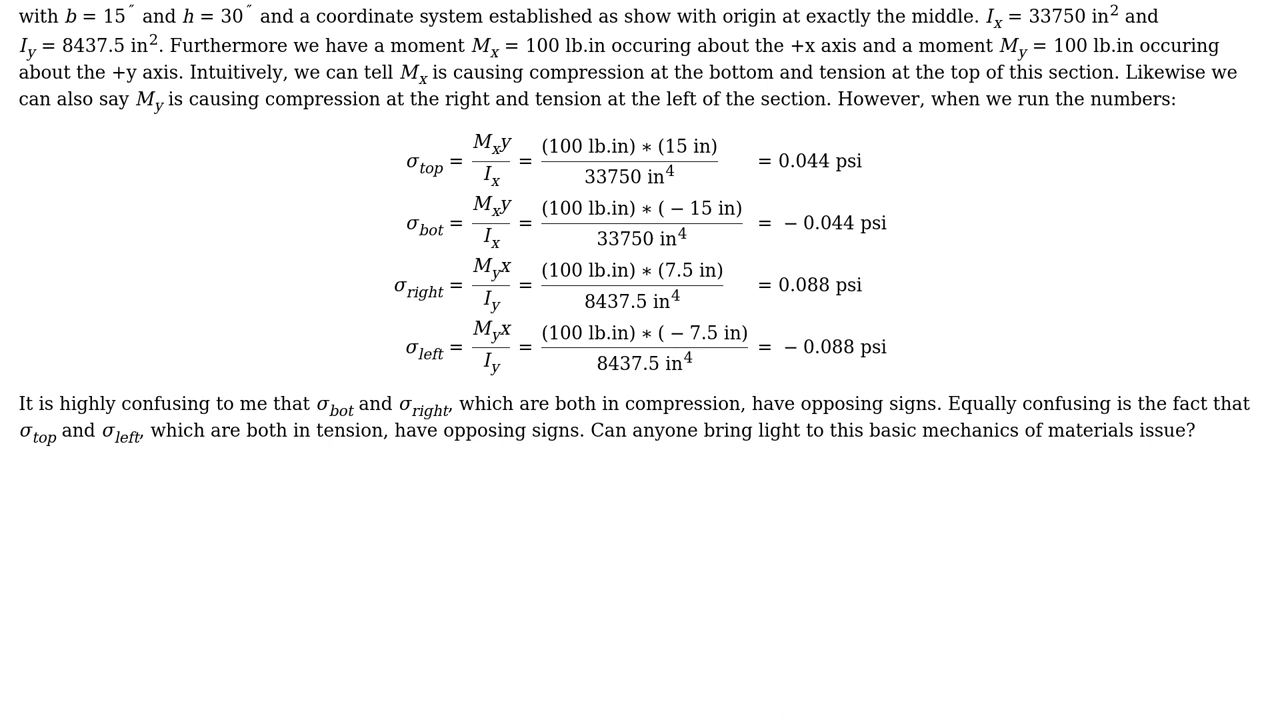 with b = 15″ and h = 30″ and a coordinate system established as show with origin at exactly the middle. Iₓ = 33750 in² and
I_y = 8437.5 in². Furthermore we have a moment Mₓ = 100 lb.in occuring about the +x axis and a moment M_y = 100 lb.in occuring
about the +y axis. Intuitively, we can tell Mₓ is causing compression at the bottom and tension at the top of this section. Likewise we
can also say M_y is causing compression at the right and tension at the left of the section. However, when we run the numbers:
σ_top = Mₓy / Iₓ = (100 lb.in) ∗ (15 in) / 33750 in⁴ = 0.044 psi
σ_bot = Mₓy / Iₓ = (100 lb.in) ∗ ( − 15 in) / 33750 in⁴ = − 0.044 psi
σ_right = M_yx / I_y = (100 lb.in) ∗ (7.5 in) / 8437.5 in⁴ = 0.088 psi
σ_left = M_yx / I_y = (100 lb.in) ∗ ( − 7.5 in) / 8437.5 in⁴ = − 0.088 psi
It is highly confusing to me that σ_bot and σ_right, which are both in compression, have opposing signs. Equally confusing is the fact that
σ_top and σ_left, which are both in tension, have opposing signs. Can anyone bring light to this basic mechanics of materials issue?